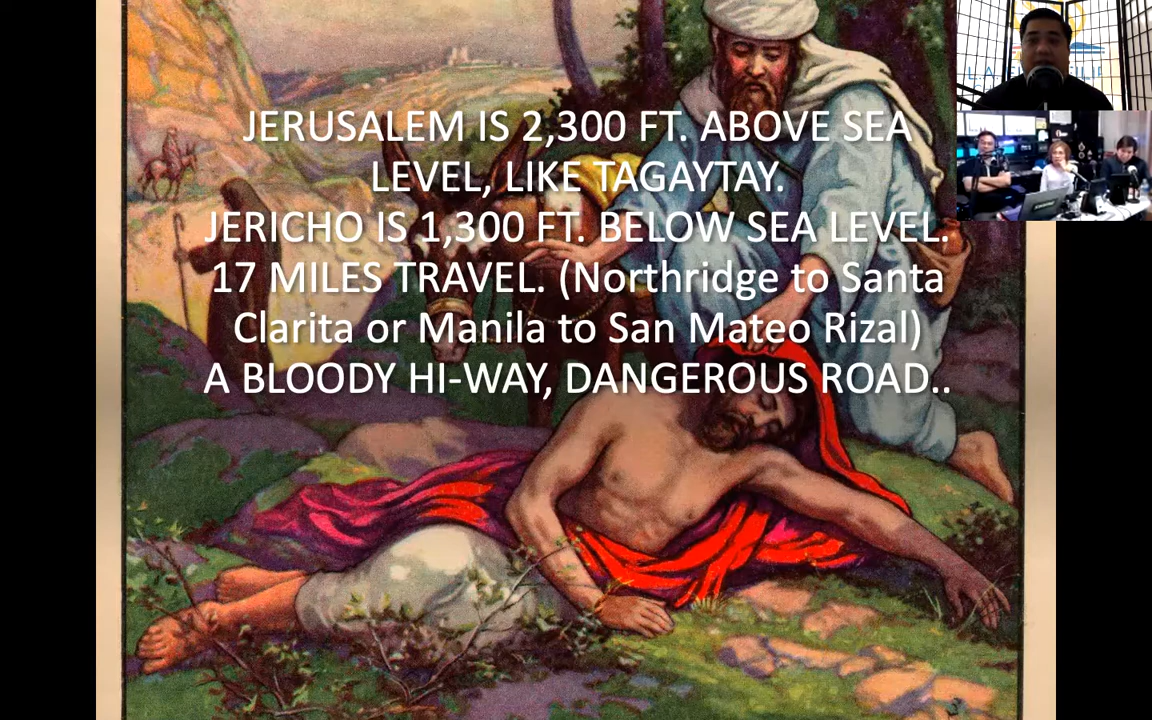 JERUSALEM IS 2,300 FT. ABOVE SEA
LEVEL, LIKE TAGAYTAY.
JERICHO IS 1,300 FT. BELOW SEA LEVEL.
17 MILES TRAVEL. (Northridge to Santa
Clarita or Manila to San Mateo Rizal)
A BLOODY HI-WAY, DANGEROUS ROAD..